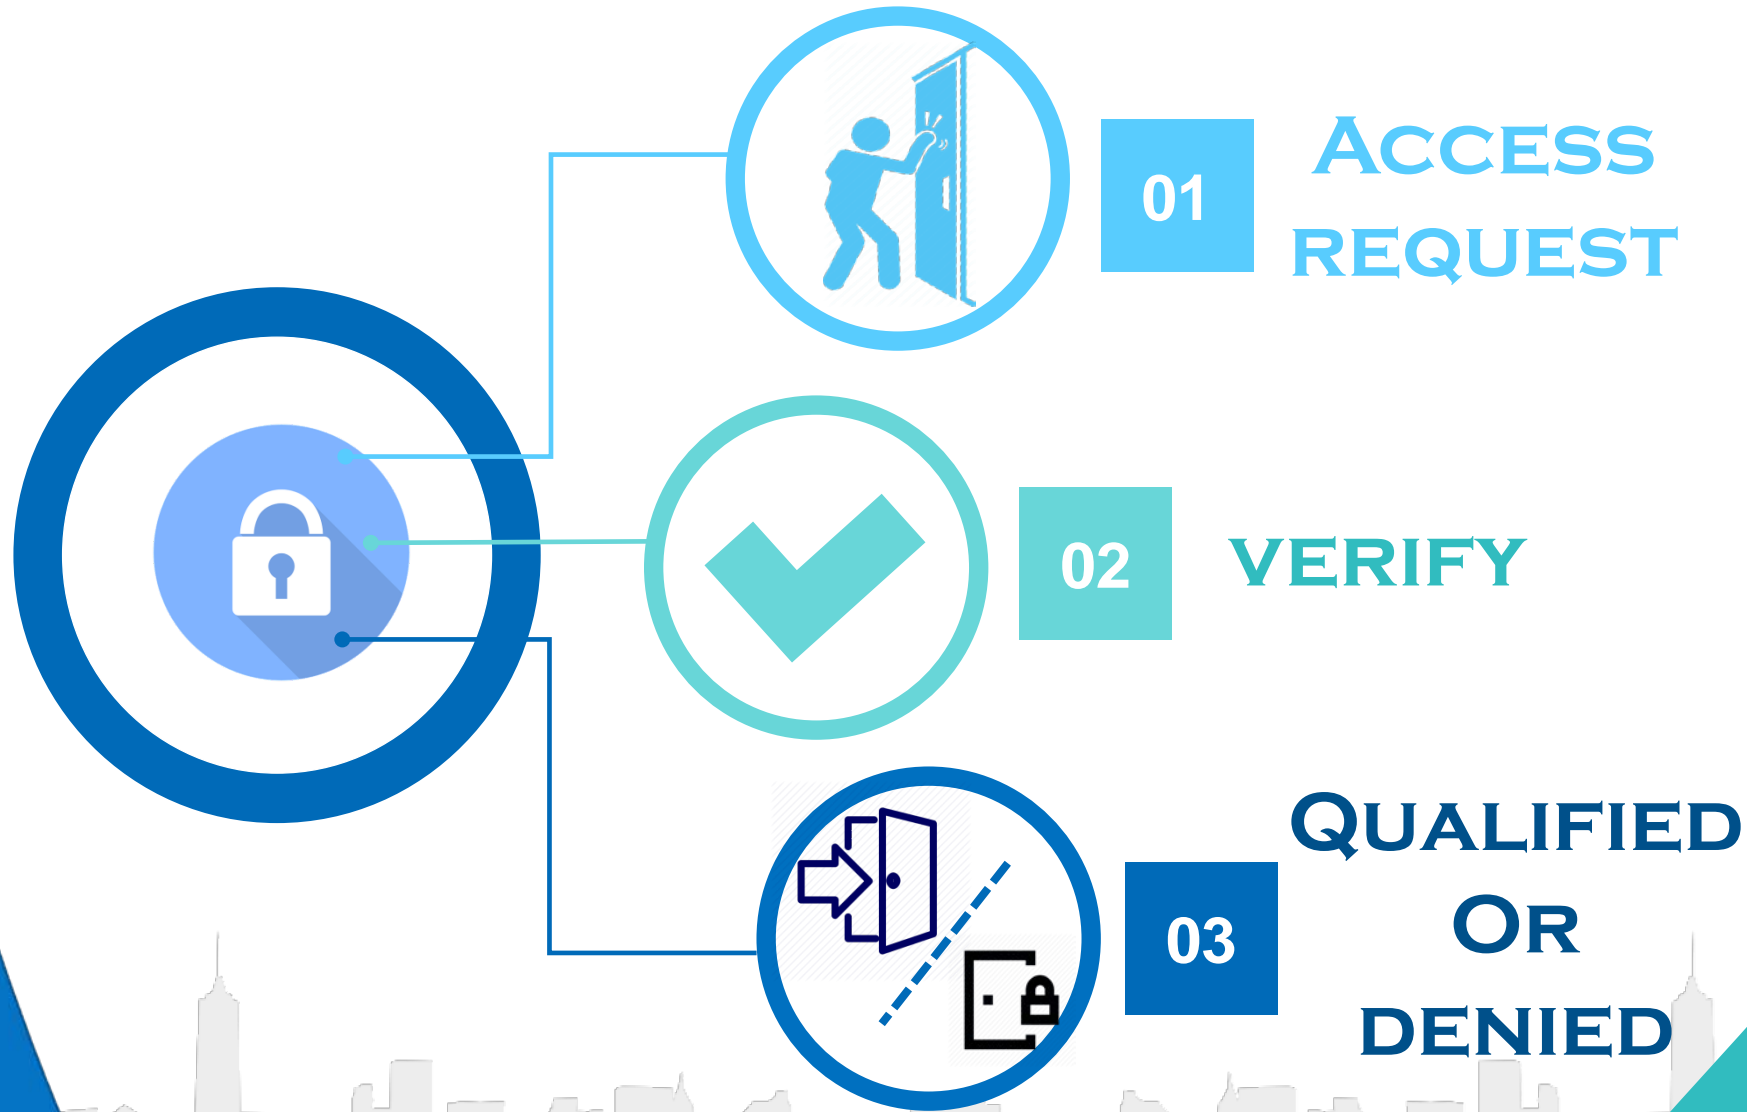 01
Access
request
02
verify
03
Qualified
Or
denied